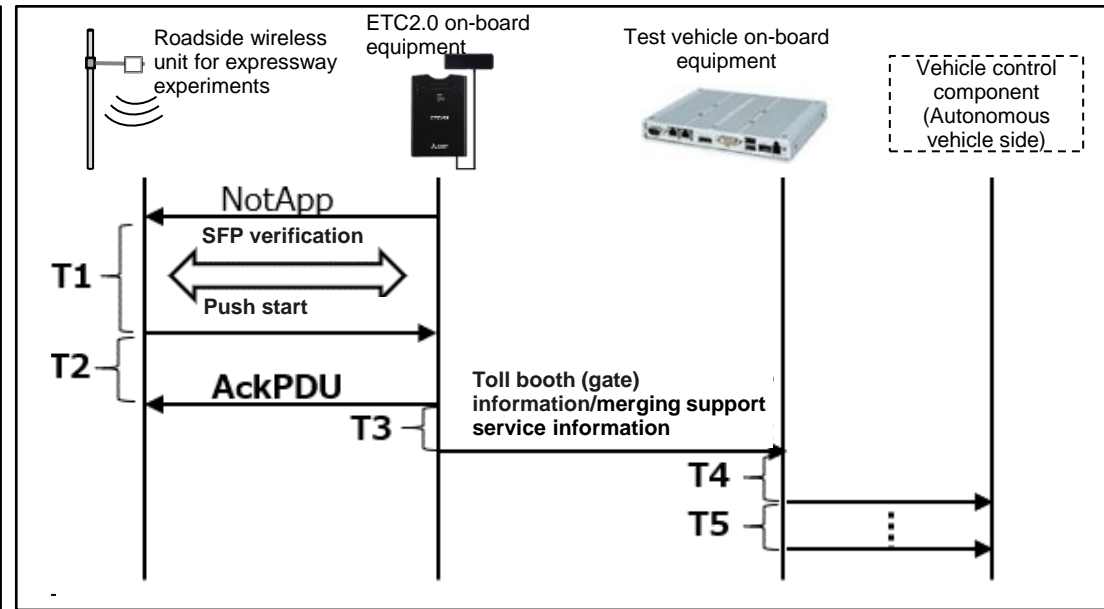 Roadside wireless
unit for expressway
experiments
ETC2.0 on-board
equipment
Test vehicle on-board
equipment
Vehicle control
component
(Autonomous
vehicle side)
NotApp
SFP verification
T1
Push start
T2
AckPDU
Toll booth (gate)
information/merging support
service information
T3
T4
T5
-